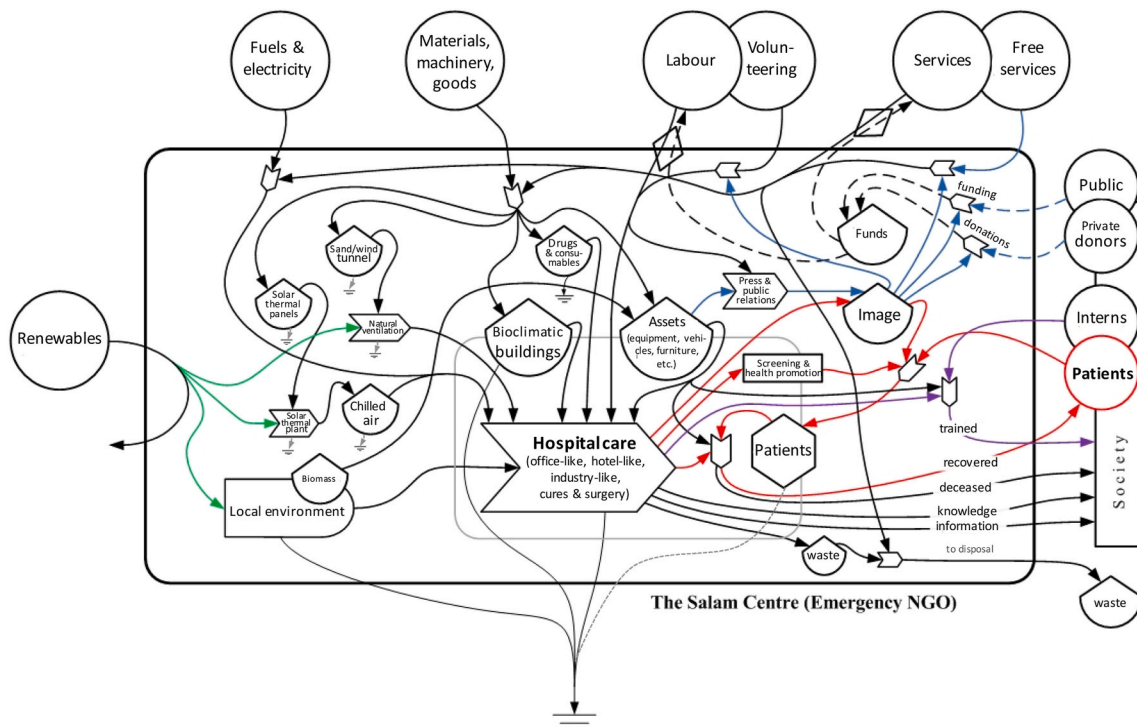 Fuels &
electricity
Materials,
machinery,
goods
Labour
Volun-
teering
Services
Free
services
Public
Private
donors
funding
donations
Funds
Sand/wind
tunnel
Drugs
& consu-
mables
Solar
thermal
panels
Press &
public
relations
Image
Interns
Renewables
Natural
ventilation
Bioclimatic
buildings
Assets
(equipment, vehi-
cles, furniture,
etc.)
Screening &
health promotion
Patients
Solar
thermal
plant
Chilled
air
Hospital care
(office-like, hotel-like,
industry-like,
cures & surgery)
Patients
trained
recovered
deceased
knowledge
information
Society
Biomass
Local environment
waste
to disposal
waste
The Salam Centre (Emergency NGO)